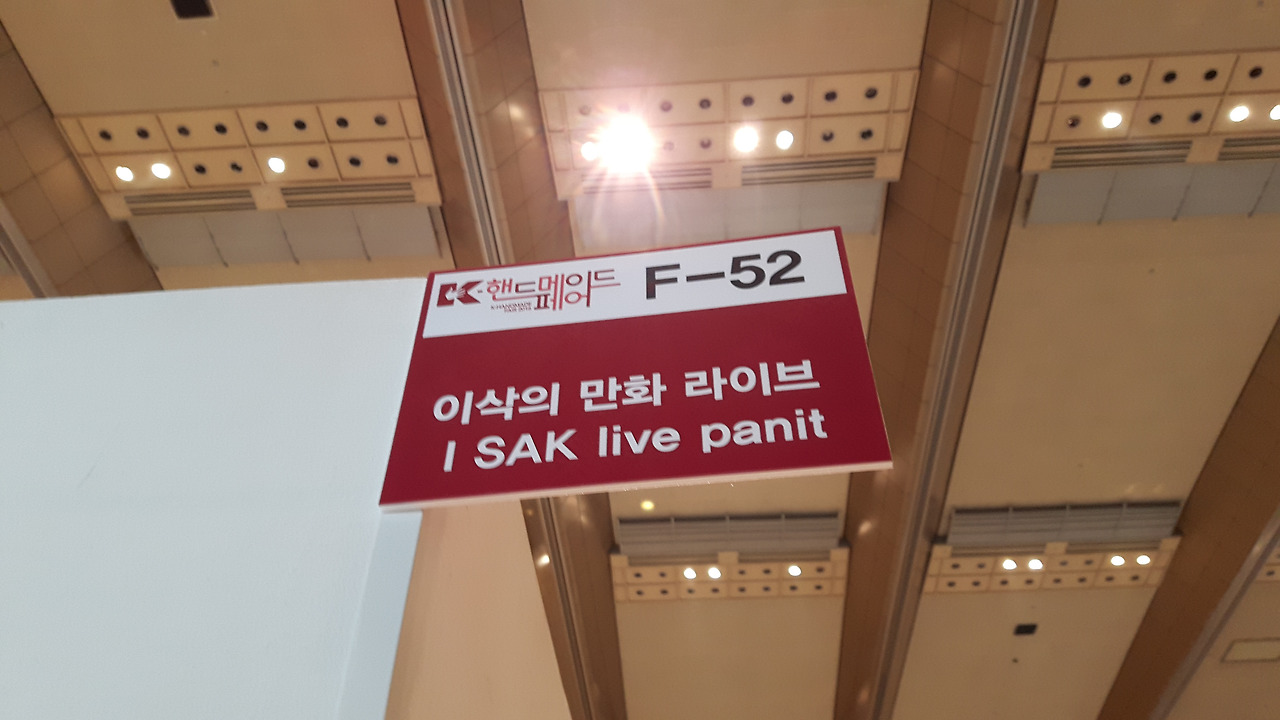 K-핸드메이드 페어 F-52
이삭의 만화 라이브
I SAK live panit